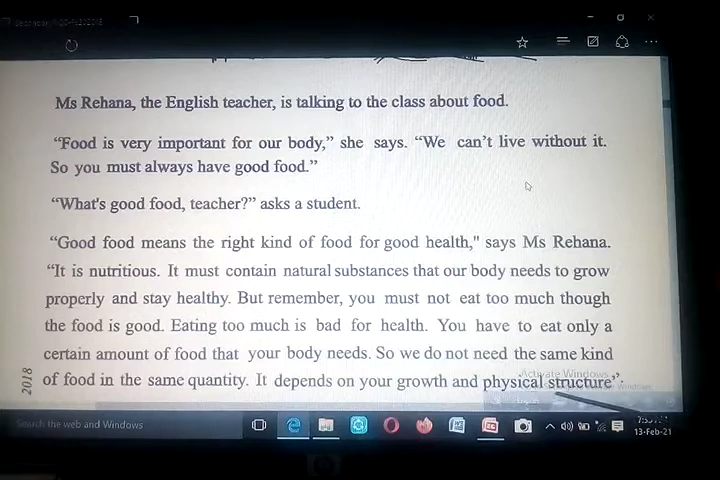 Ms Rehana, the English teacher, is talking to the class about food.
“Food is very important for our body,” she says. “We can’t live without it.
So you must always have good food.”
“What's good food, teacher?” asks a student.
“Good food means the right kind of food for good health," says Ms Rehana.
“It is nutritious. It must contain natural substances that our body needs to grow
properly and stay healthy. But remember, you must not eat too much though
the food is good. Eating too much is bad for health. You have to eat only a
certain amount of food that your body needs. So we do not need the same kind
of food in the same quantity. It depends on your growth and physical structure”.
2018
Activate Windows
Search the web and Windows
13-Feb-21